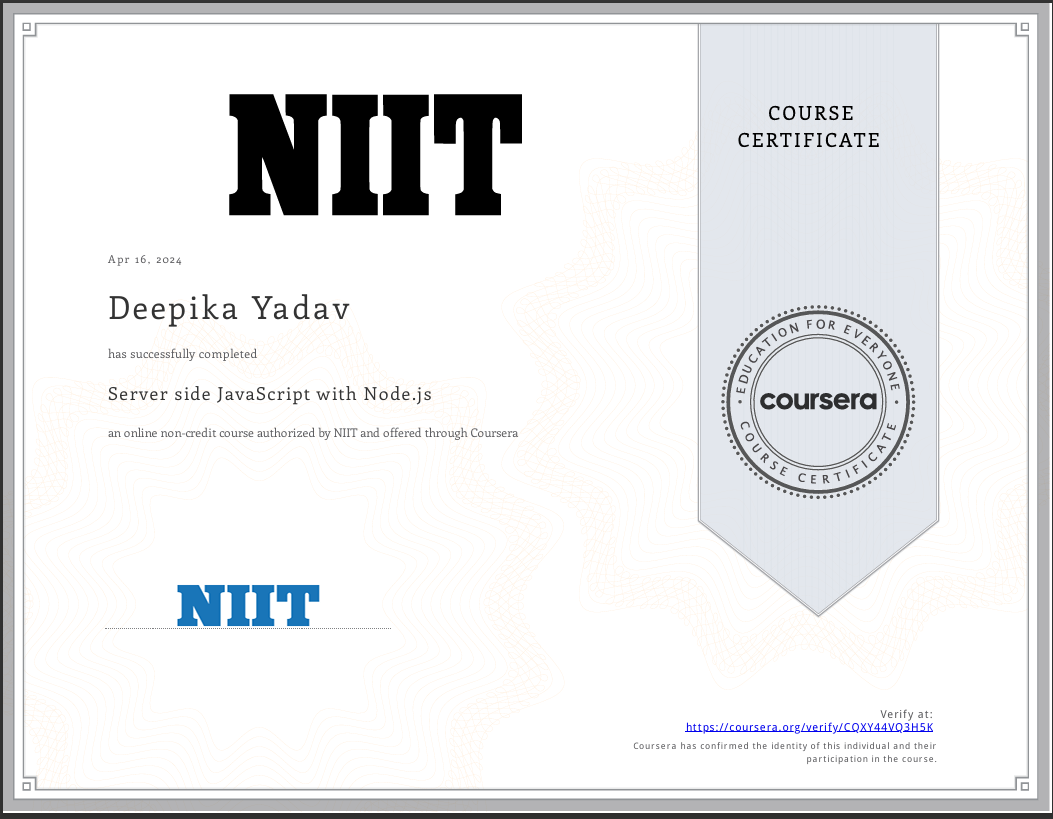 NIIT
COURSE
CERTIFICATE
Apr 16, 2024
Deepika Yadav
has successfully completed
Server side JavaScript with Node.js
an online non-credit course authorized by NIIT and offered through Coursera
EDUCATION FOR EVERYONE
coursera
COURSE CERTIFICATE
NIIT
Verify at:
https://coursera.org/verify/CQXY44VQ3H5K
Coursera has confirmed the identity of this individual and their
participation in the course.